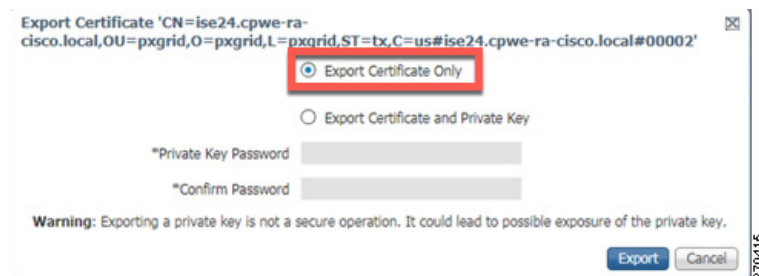 Export Certificate 'CN=ise24.cpwe-ra-
cisco.local,OU=pxgrid,O=pxgrid,L=pxgrid,ST=tx,C=us#ise24.cpwe-ra-cisco.local#00002'
Export Certificate Only
Export Certificate and Private Key
*Private Key Password
*Confirm Password
Warning: Exporting a private key is not a secure operation. It could lead to possible exposure of the private key.
Export Cancel